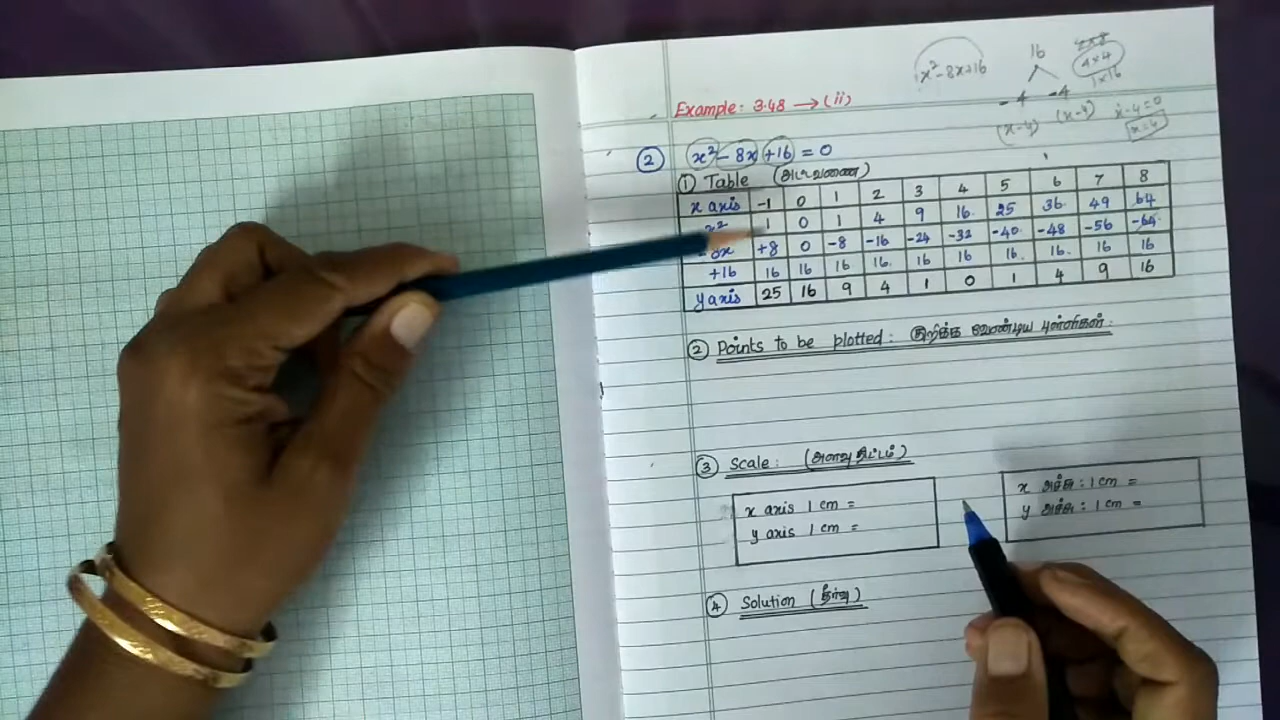 x²-8x+16
16
4×4
1×16
-4 -4
(x-4) (x-4)
x-4=0
x=4
Example: 3.48 → (ii)
② x² - 8x + 16 = 0
① Table (அட்டவணை)
x axis -1 0 1 2 3 4 5 6 7 8
x² 1 0 1 4 9 16 25 36 49 64
-8x +8 0 -8 -16 -24 -32 -40 -48 -56 -64
+16 16 16 16 16 16 16 16 16 16 16
y axis 25 16 9 4 1 0 1 4 9 16
② Points to be plotted: குறிக்க வேண்டிய புள்ளிகள்.
③ Scale: (அளவு திட்டம்)
x axis 1 cm =
y axis 1 cm =
x அச்சு: 1 cm =
y அச்சு: 1 cm =
④ Solution (தீர்வு)